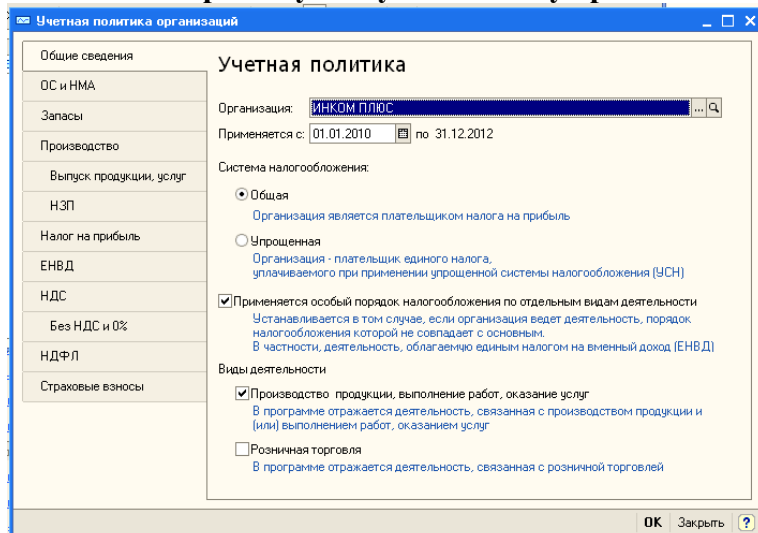 Учетная политика организаций
Общие сведения
ОС и НМА
Запасы
Производство
Выпуск продукции, услуг
НЗП
Налог на прибыль
ЕНВД
НДС
Без НДС и 0%
НДФЛ
Страховые взносы
Учетная политика
Организация: ИНКОМ ПЛЮС ...
Применяется с: 01.01.2010 по 31.12.2012
Система налогообложения:
Общая
Организация является плательщиком налога на прибыль
Упрощенная
Организация - плательщик единого налога,
уплачиваемого при применении упрощенной системы налогообложения (УСН)
Применяется особый порядок налогообложения по отдельным видам деятельности
Устанавливается в том случае, если организация ведет деятельность, порядок
налогообложения которой не совпадает с основным.
В частности, деятельность, облагаемую единым налогом на вмененный доход (ЕНВД)
Виды деятельности
Производство продукции, выполнение работ, оказание услуг
В программе отражается деятельность, связанная с производством продукции и
(или) выполнением работ, оказанием услуг
Розничная торговля
В программе отражается деятельность, связанная с розничной торговлей
OK Закрыть ?